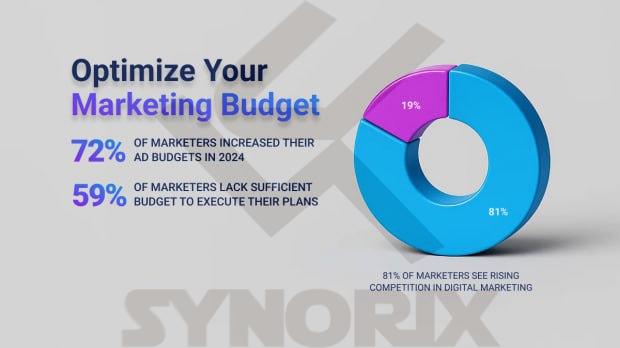 Optimize Your
Marketing Budget
72% OF MARKETERS INCREASED THEIR
AD BUDGETS IN 2024
59% OF MARKETERS LACK SUFFICIENT
BUDGET TO EXECUTE THEIR PLANS
19%
81%
81% OF MARKETERS SEE RISING
COMPETITION IN DIGITAL MARKETING
SYNORIX